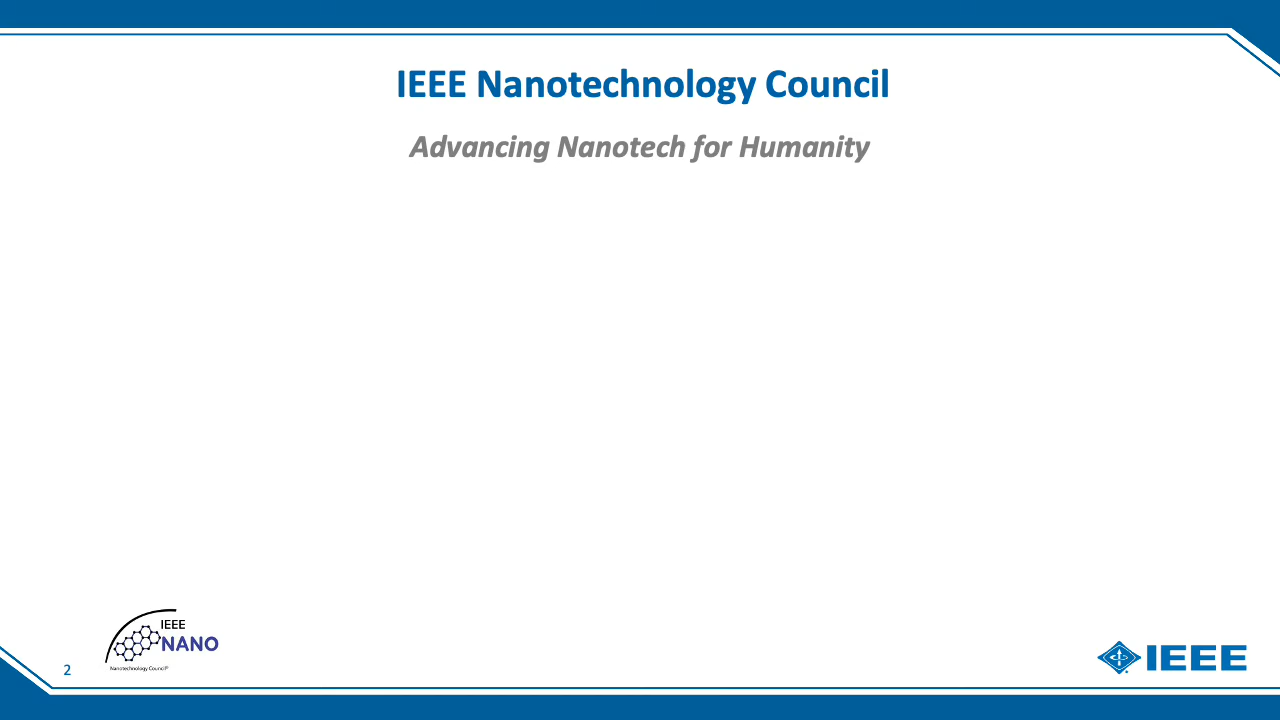 IEEE Nanotechnology Council
Advancing Nanotech for Humanity
IEEE
NANO
Nanotechnology Council
2
IEEE